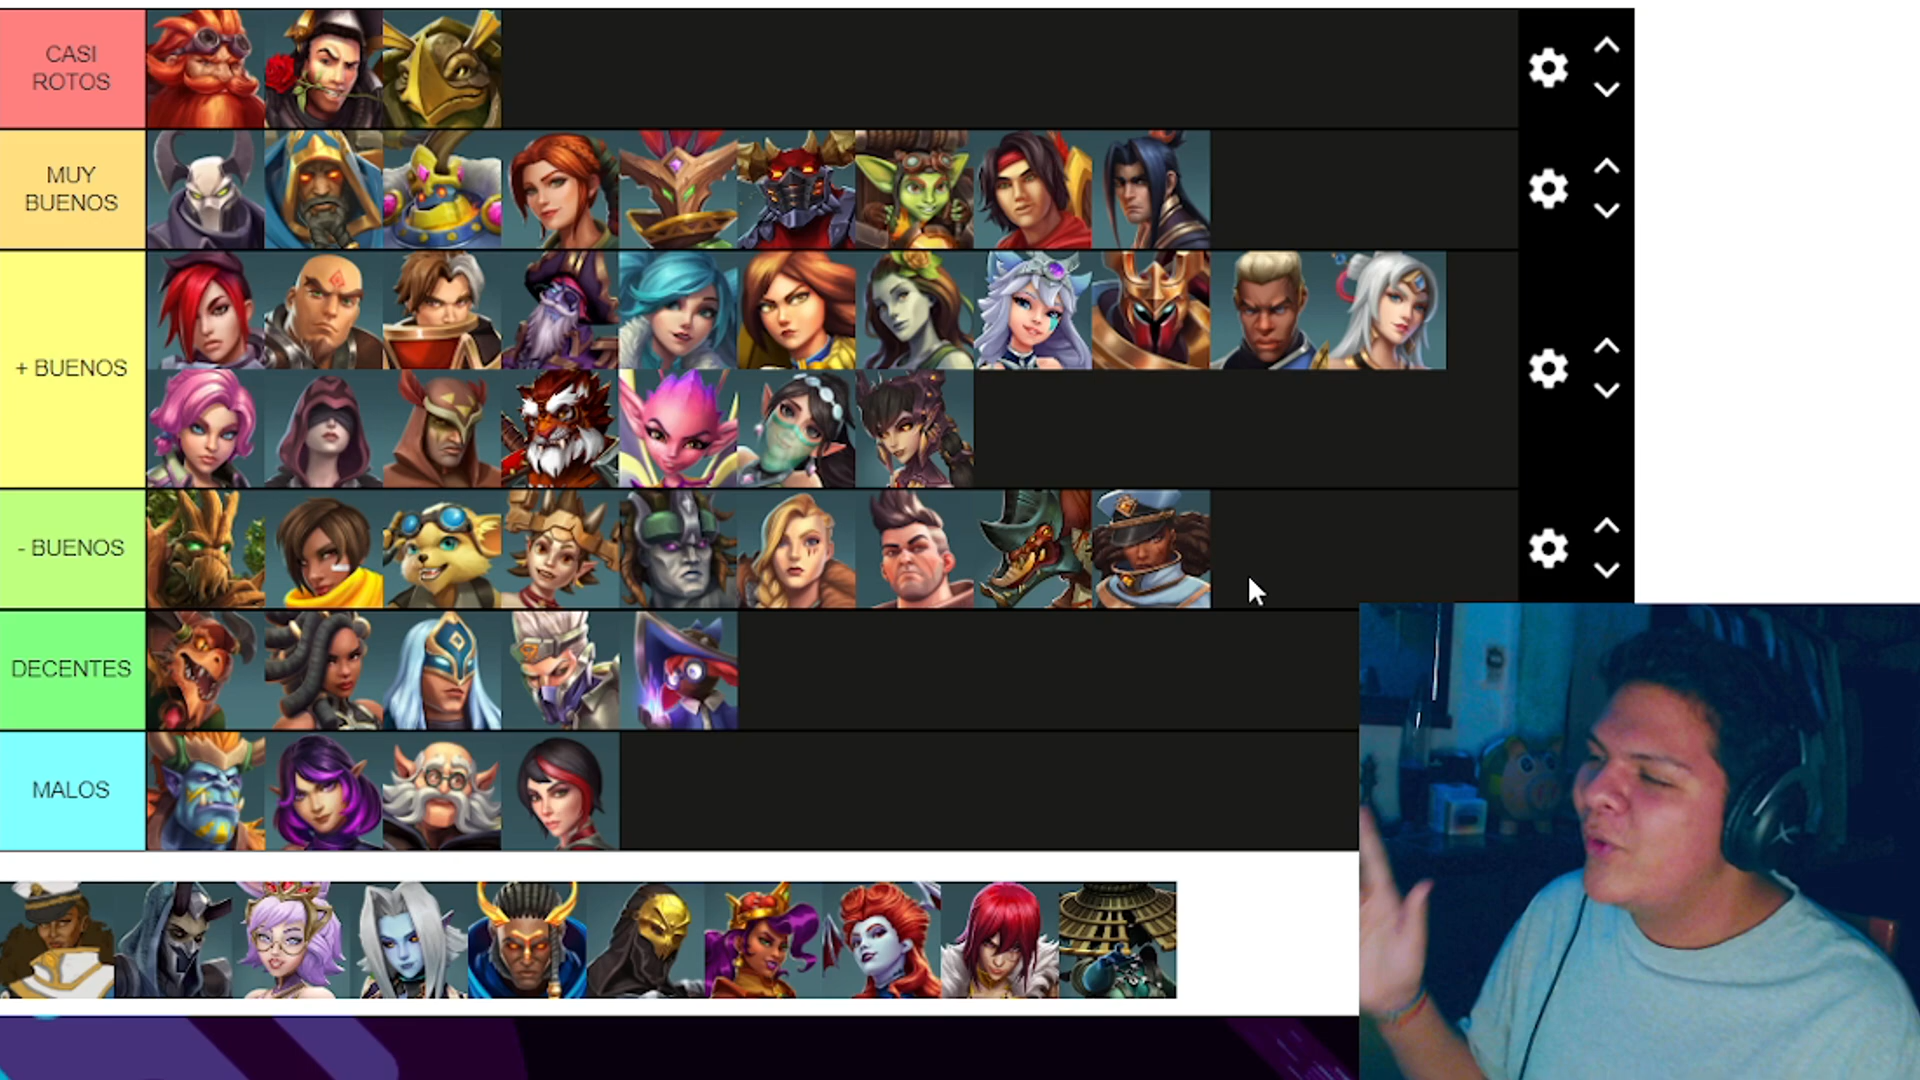 CASI
ROTOS
MUY
BUENOS
+ BUENOS
- BUENOS
DECENTES
MALOS